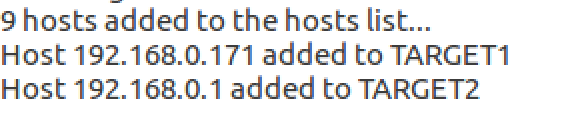 9 hosts added to the hosts list...
Host 192.168.0.171 added to TARGET1
Host 192.168.0.1 added to TARGET2